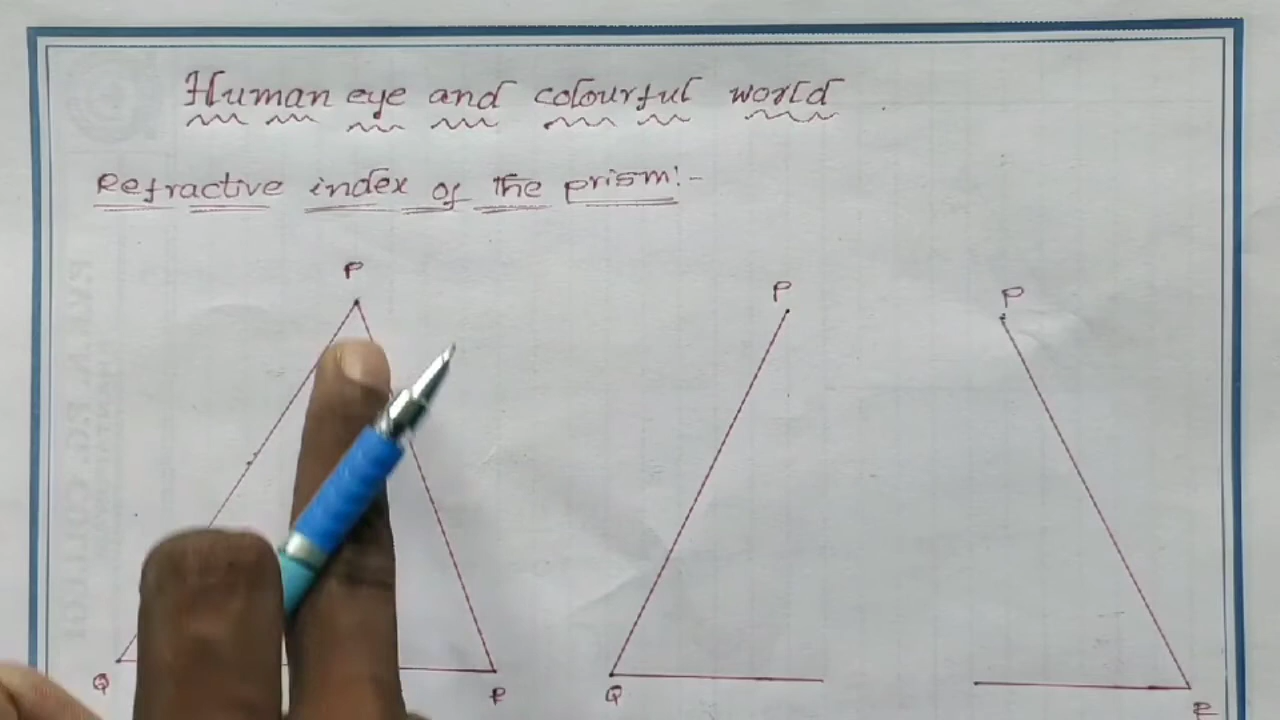 Human eye and colourful world
Refractive index of the prism:-
P
P
P
Q
R
Q
R